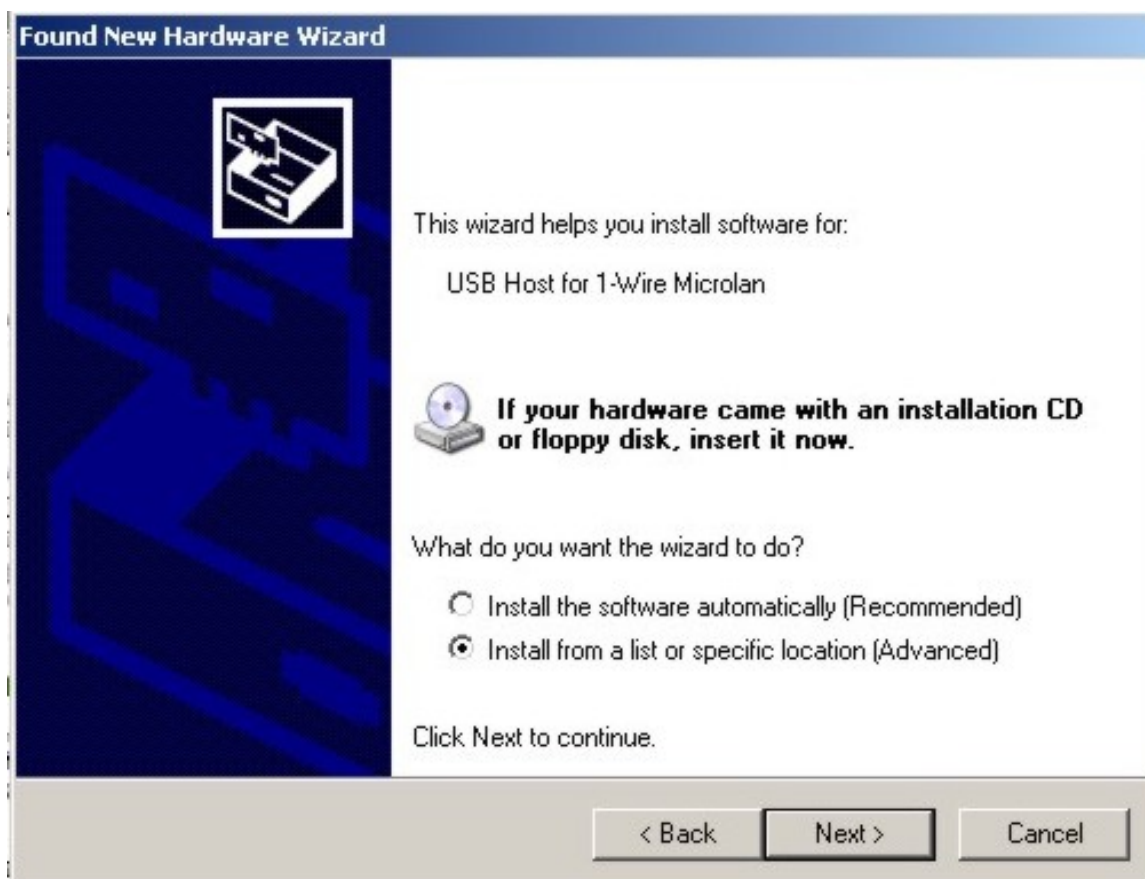 Found New Hardware Wizard
This wizard helps you install software for:
USB Host for 1-Wire Microlan
If your hardware came with an installation CD
or floppy disk, insert it now.
What do you want the wizard to do?
Install the software automatically (Recommended)
Install from a list or specific location (Advanced)
Click Next to continue.
< Back
Next >
Cancel